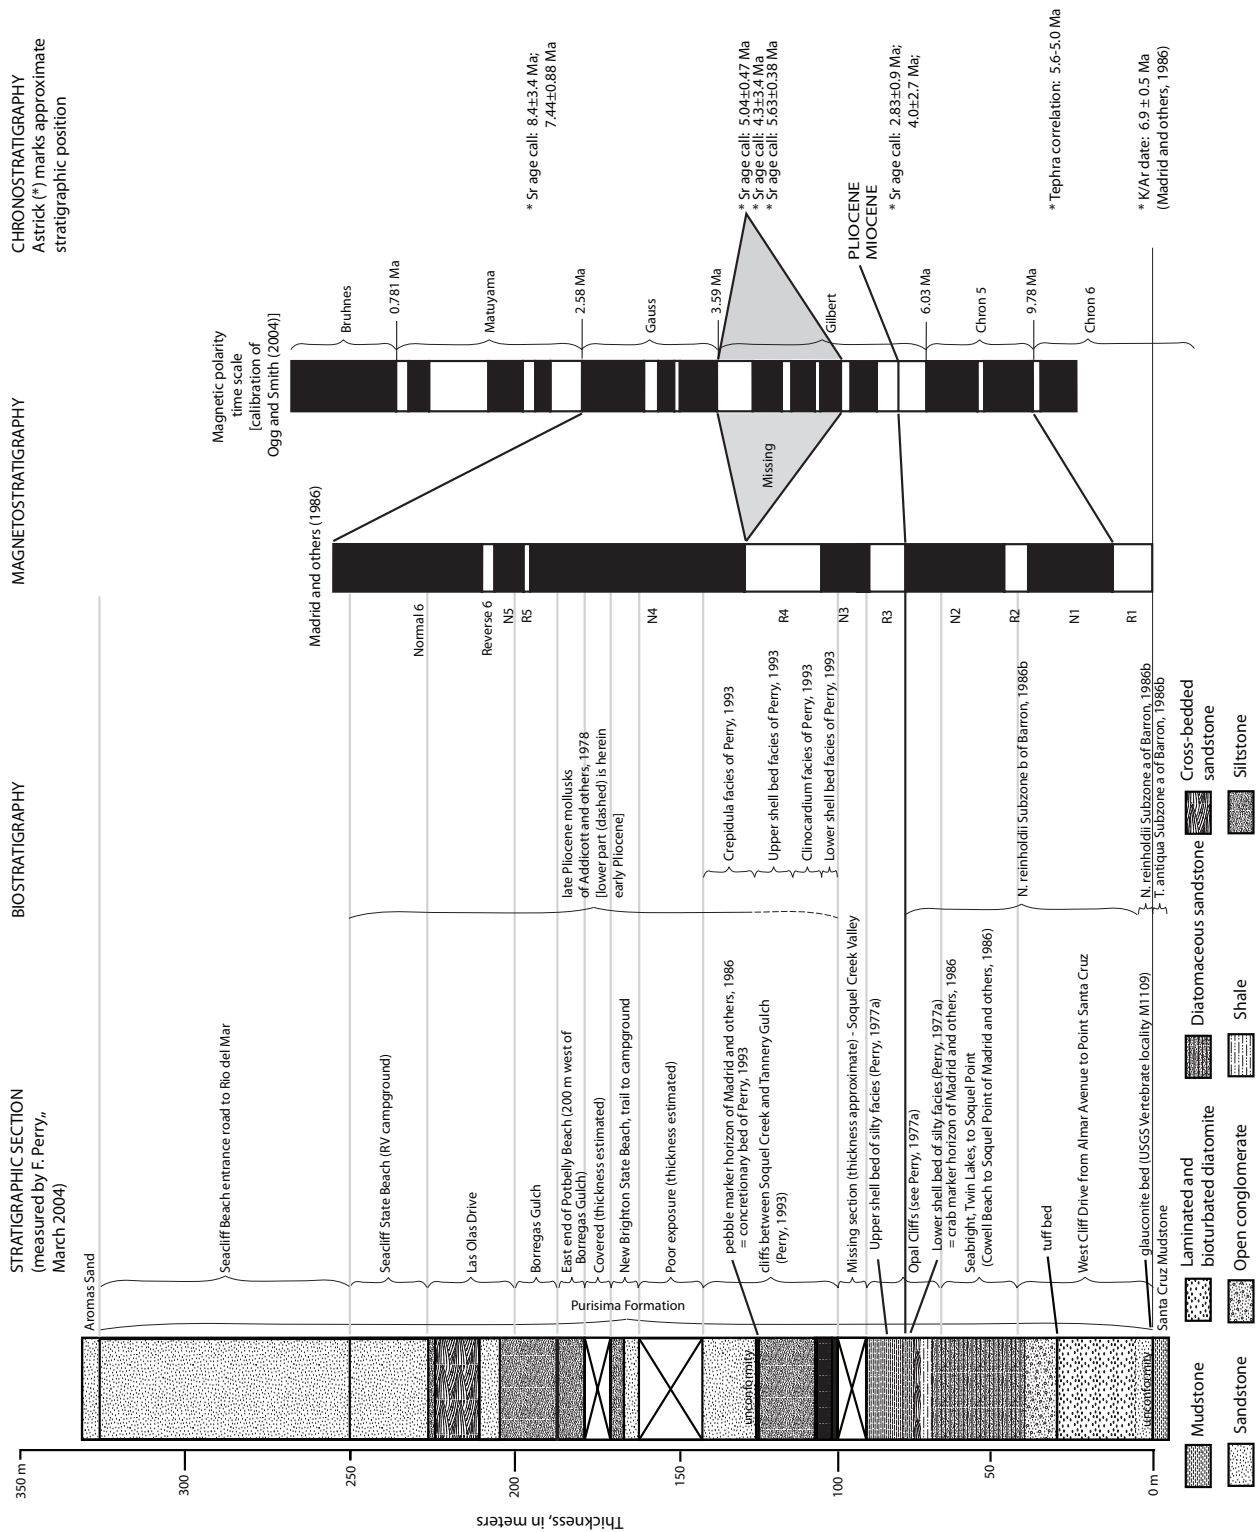 STRATIGRAPHIC SECTION
(measured by F. Perry,,
March 2004)
BIOSTRATIGRAPHY
MAGNETOSTRATIGRAPHY
CHRONOSTRATIGRAPHY
Astrick (*) marks approximate
stratigraphic position
Thickness, in meters
350 m
300
250
200
150
100
50
0 m
Aromas Sand
Purisima Formation
Seacliff Beach entrance road to Rio del Mar
Seacliff State Beach (RV campground)
Las Olas Drive
Borregas Gulch
East end of Potbelly Beach (200 m west of
Borregas Gulch)
Covered (thickness estimated)
New Brighton State Beach, trail to campground
Poor exposure (thickness estimated)
pebble marker horizon of Madrid and others, 1986
= concretionary bed of Perry, 1993
cliffs between Soquel Creek and Tannery Gulch
(Perry, 1993)
unconformity
Missing section (thickness approximate) - Soquel Creek Valley
Upper shell bed of silty facies (Perry, 1977a)
Opal Cliffs (see Perry, 1977a)
Lower shell bed of silty facies (Perry, 1977a)
= crab marker horizon of Madrid and others, 1986
Seabright, Twin Lakes, to Soquel Point
(Cowell Beach to Soquel Point of Madrid and others, 1986)
tuff bed
West Cliff Drive from Almar Avenue to Point Santa Cruz
unconformity
glauconite bed (USGS Vertebrate locality M1109)
Santa Cruz Mudstone
late Pliocene mollusks
of Addicott and others, 1978
[lower part (dashed) is herein
early Pliocene]
Crepidula facies of Perry, 1993
Upper shell bed facies of Perry, 1993
Clinocardium facies of Perry, 1993
Lower shell bed facies of Perry, 1993
N. reinholdii Subzone b of Barron, 1986b
N. reinholdii Subzone a of Barron, 1986b
T. antiqua Subzone a of Barron, 1986b
Madrid and others (1986)
Normal 6
Reverse 6
N5
R5
N4
R4
N3
R3
N2
R2
N1
R1
Missing
Magnetic polarity
time scale
[calibration of
Ogg and Smith (2004)]
Bruhnes
0.781 Ma
Matuyama
2.58 Ma
Gauss
3.59 Ma
Gilbert
6.03 Ma
Chron 5
9.78 Ma
Chron 6
PLIOCENE
MIOCENE
* Sr age call: 8.4±3.4 Ma;
7.44±0.88 Ma
* Sr age call: 5.04±0.47 Ma
* Sr age call: 4.3±3.4 Ma
* Sr age call: 5.63±0.38 Ma
* Sr age call: 2.83±0.9 Ma;
4.0±2.7 Ma;
* Tephra correlation: 5.6-5.0 Ma
* K/Ar date: 6.9 ± 0.5 Ma
(Madrid and others, 1986)
Mudstone
Sandstone
Laminated and
bioturbated diatomite
Open conglomerate
Diatomaceous sandstone
Shale
Cross-bedded
sandstone
Siltstone